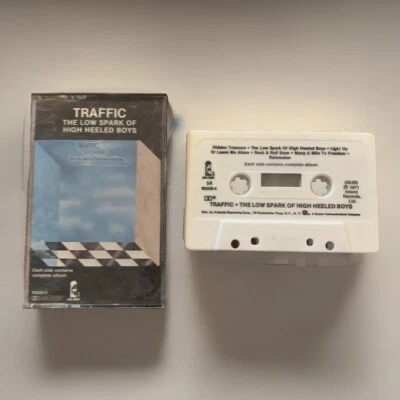 TRAFFIC
THE LOW SPARK OF
HIGH HEELED BOYS
TRAFFIC
Each side contains
complete album.
Hidden Treasure • The Low Spark Of High Heeled Boys • Light Up
Or Leave Me Alone • Rock & Roll Stew • Many A Mile To Freedom •
Rainmaker
Each side contains complete album.
℗ 1971
Island
Records,
Ltd.
TRAFFIC • THE LOW SPARK OF HIGH HEELED BOYS